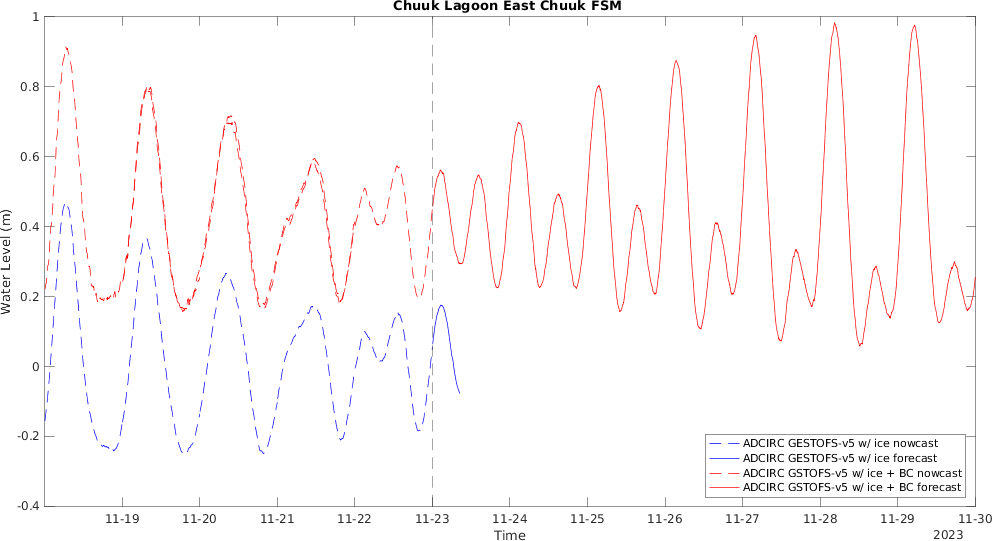 Chuuk Lagoon East Chuuk FSM
Water Level (m)
1
0.8
0.6
0.4
0.2
0
-0.2
-0.4
ADCIRC GESTOFS-v5 w/ ice nowcast
ADCIRC GESTOFS-v5 w/ ice forecast
ADCIRC GSTOFS-v5 w/ ice + BC nowcast
ADCIRC GSTOFS-v5 w/ ice + BC forecast
11-19 11-20 11-21 11-22 11-23 11-24 11-25 11-26 11-27 11-28 11-29 11-30
Time
2023